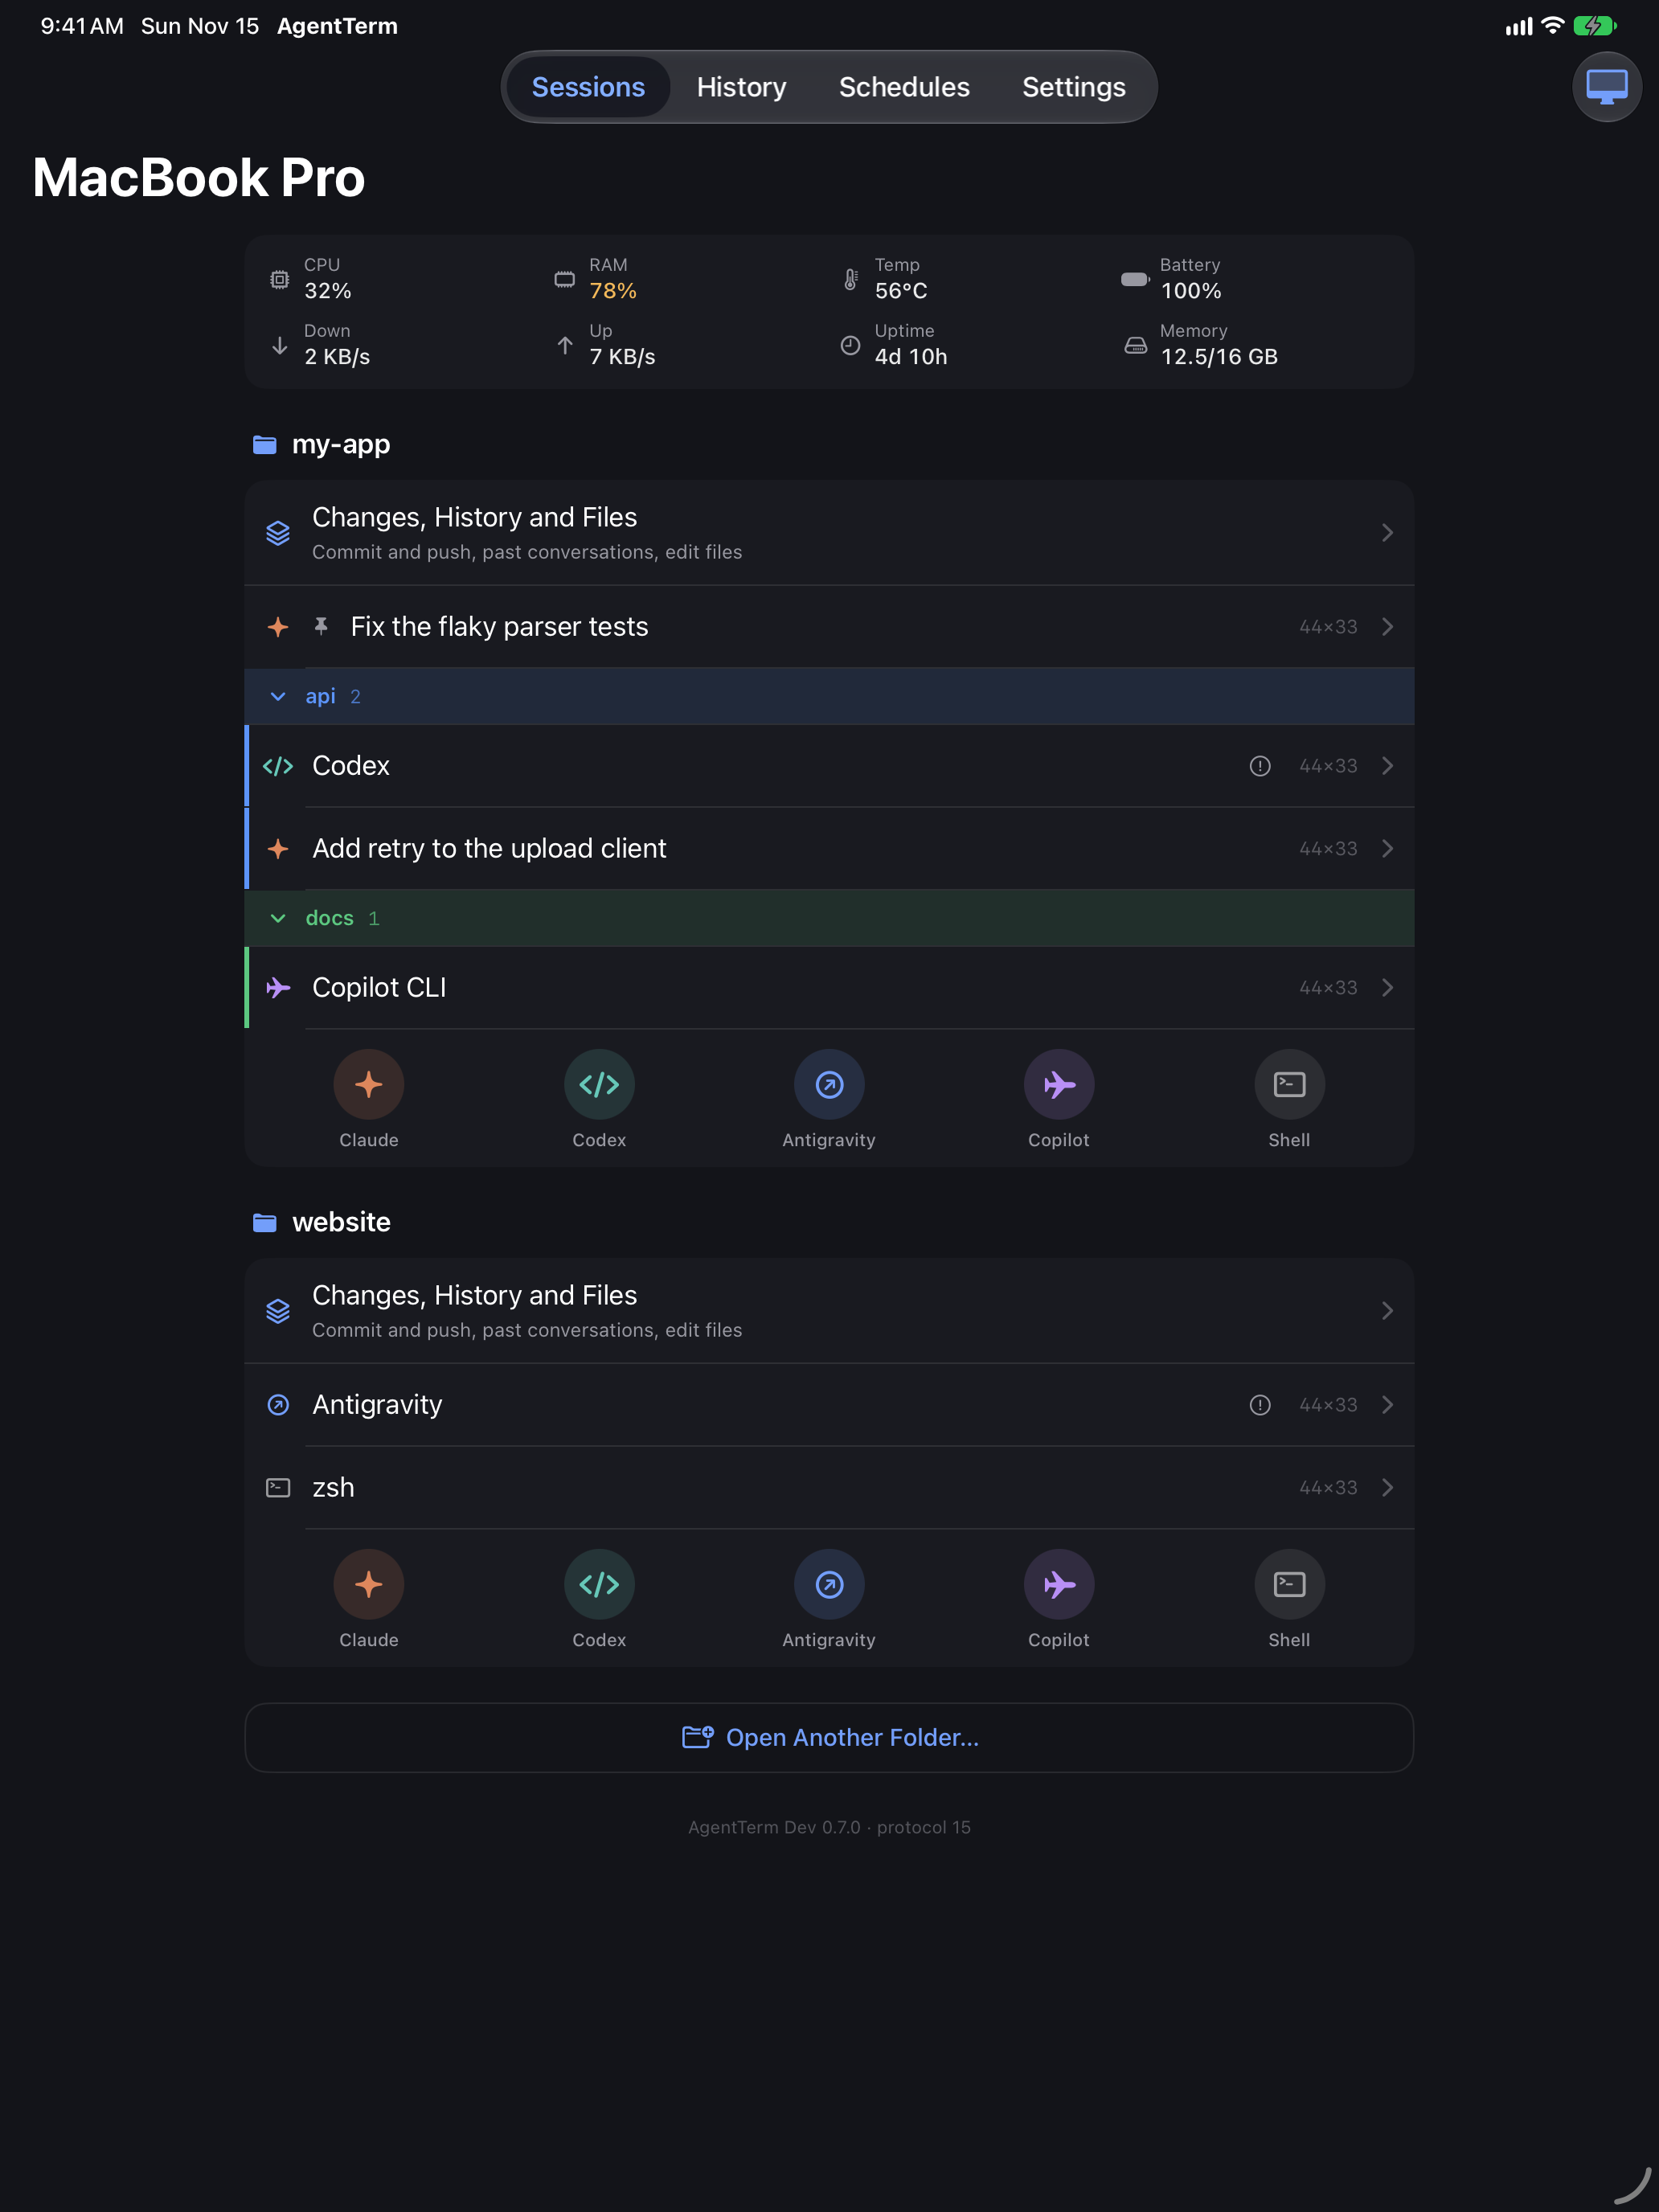 9:41 AM Sun Nov 15 AgentTerm
Sessions History Schedules Settings
MacBook Pro
CPU RAM Temp Battery
32% 78% 56°C 100%
Down Up Uptime Memory
2 KB/s 7 KB/s 4d 10h 12.5/16 GB
my-app
Changes, History and Files
Commit and push, past conversations, edit files
Fix the flaky parser tests 44×33
api 2
Codex 44×33
Add retry to the upload client 44×33
docs 1
Copilot CLI 44×33
Claude Codex Antigravity Copilot Shell
website
Changes, History and Files
Commit and push, past conversations, edit files
Antigravity 44×33
zsh 44×33
Claude Codex Antigravity Copilot Shell
Open Another Folder...
AgentTerm Dev 0.7.0 · protocol 15